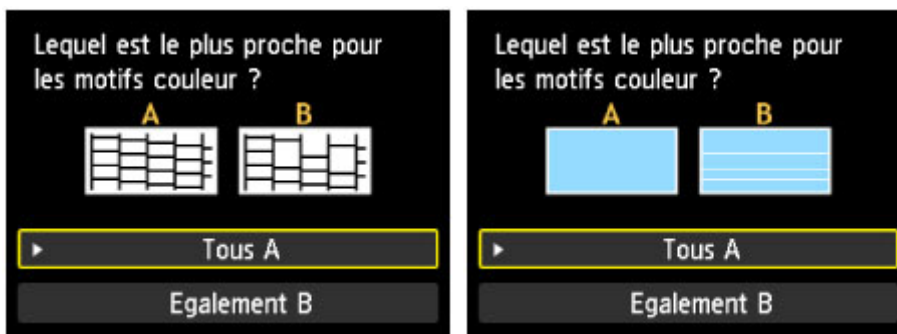 Lequel est le plus proche pour
les motifs couleur ?
A B
Tous A
Egalement B
Lequel est le plus proche pour
les motifs couleur ?
A B
Tous A
Egalement B